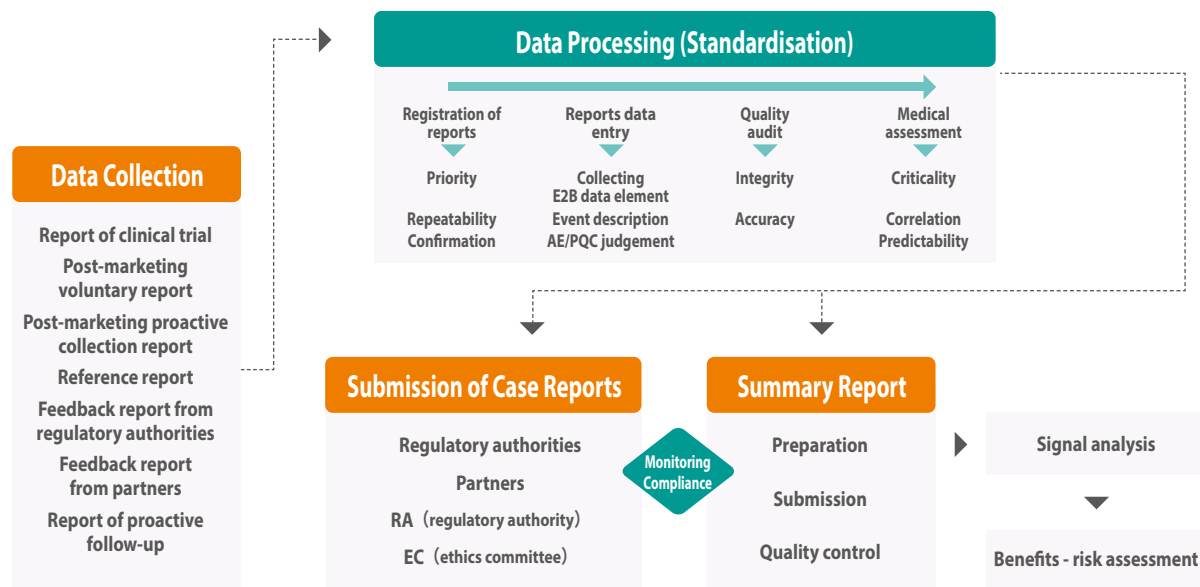 Data Processing (Standardisation)
Registration of
reports
Reports data
entry
Quality
audit
Medical
assessment
Priority
Collecting
E2B data element
Integrity
Criticality
Repeatability
Confirmation
Event description
AE/PQC judgement
Accuracy
Correlation
Predictability
Data Collection
Report of clinical trial
Post-marketing
voluntary report
Post-marketing proactive
collection report
Reference report
Feedback report from
regulatory authorities
Feedback report
from partners
Report of proactive
follow-up
Submission of Case Reports
Regulatory authorities
Partners
RA（regulatory authority）
EC（ethics committee）
Monitoring
Compliance
Summary Report
Preparation
Submission
Quality control
Signal analysis
Benefits - risk assessment